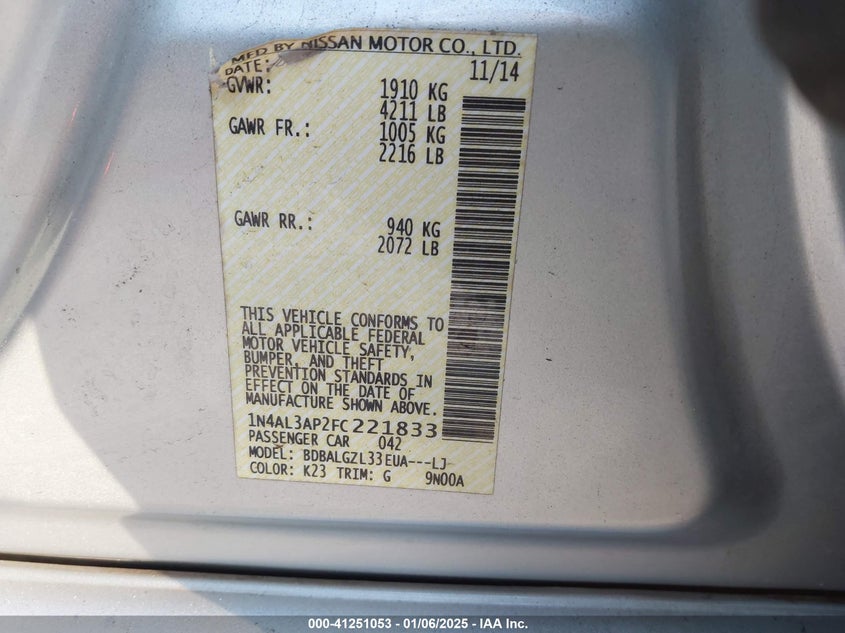 MFD BY NISSAN MOTOR CO., LTD.
DATE: 11/14
GVWR: 1910 KG
4211 LB
GAWR FR.: 1005 KG
2216 LB
GAWR RR.: 940 KG
2072 LB
THIS VEHICLE CONFORMS TO
ALL APPLICABLE FEDERAL
MOTOR VEHICLE SAFETY,
BUMPER, AND THEFT
PREVENTION STANDARDS IN
EFFECT ON THE DATE OF
MANUFACTURE SHOWN ABOVE.
1N4AL3AP2FC221833
PASSENGER CAR 042
MODEL: BDBALGZL33EUA---LJ-
COLOR: K23 TRIM: G 9N00A
000-41251053 - 01/06/2025 - IAA Inc.